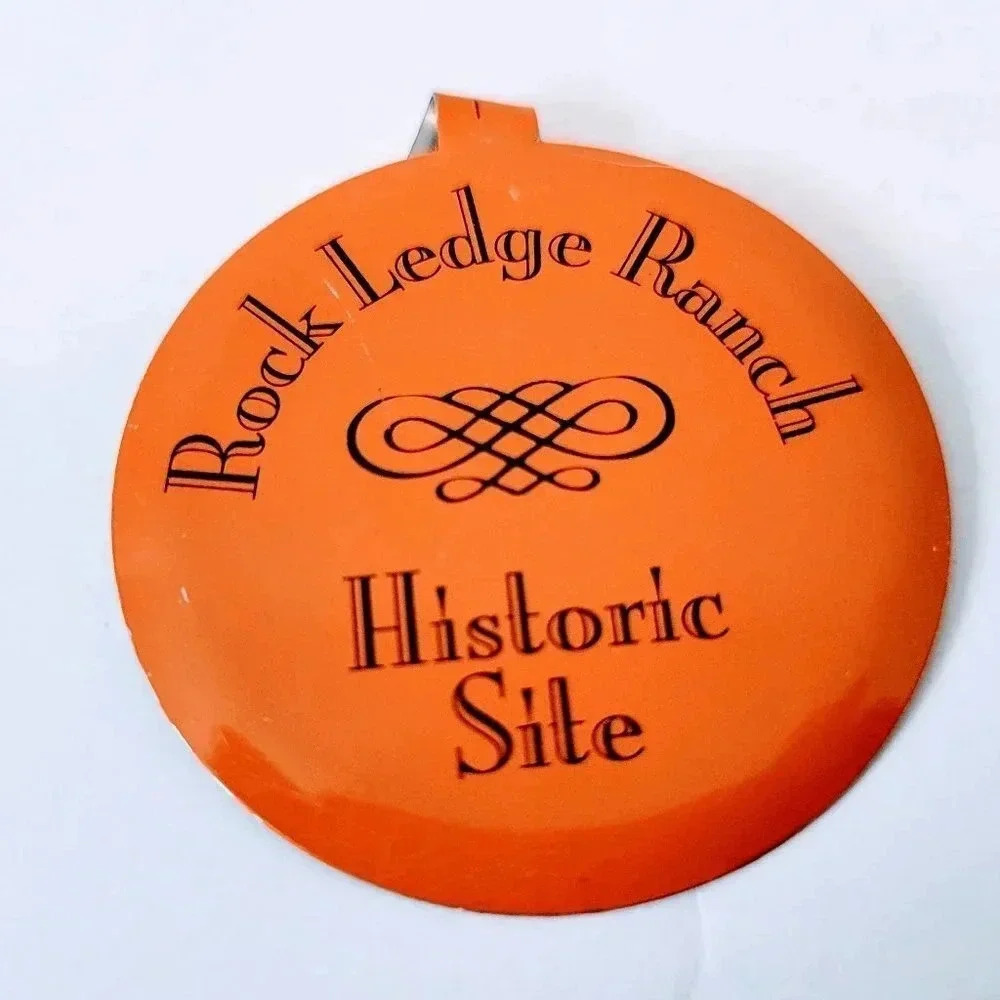 Rock Ledge Ranch
Historic
Site